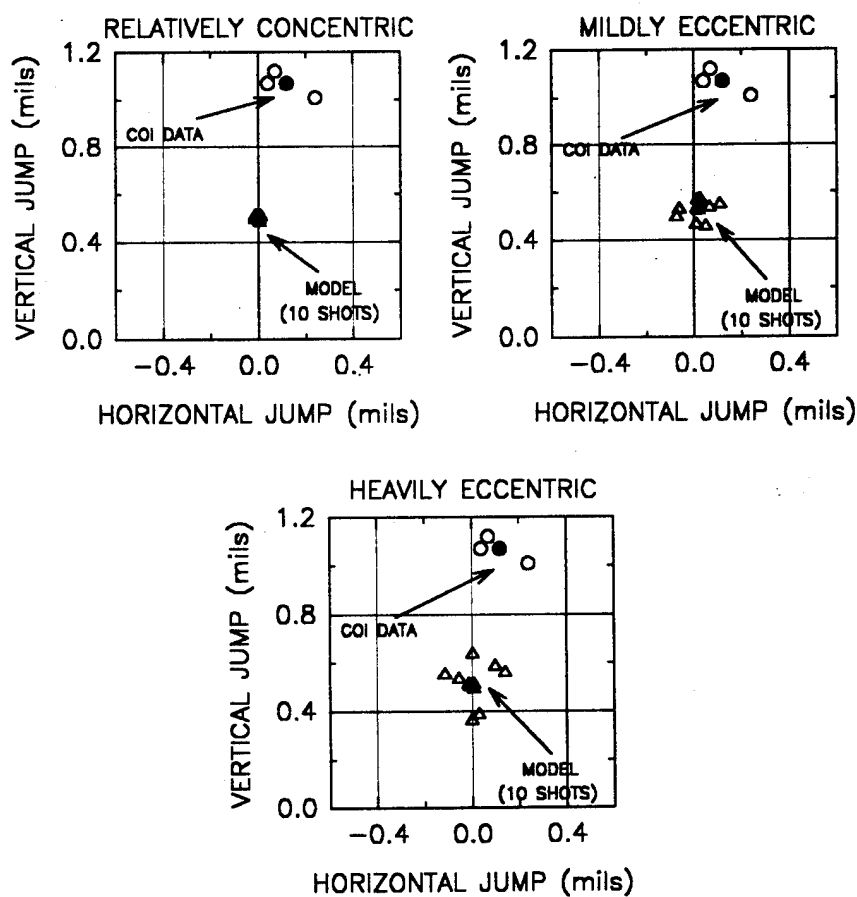 RELATIVELY CONCENTRIC
VERTICAL JUMP (mils)
1.2
0.8
0.4
0.0
COI DATA
MODEL
(10 SHOTS)
−0.4 0.0 0.4
HORIZONTAL JUMP (mils)
MILDLY ECCENTRIC
VERTICAL JUMP (mils)
1.2
0.8
0.4
0.0
COI DATA
MODEL
(10 SHOTS)
−0.4 0.0 0.4
HORIZONTAL JUMP (mils)
HEAVILY ECCENTRIC
VERTICAL JUMP (mils)
1.2
0.8
0.4
0.0
COI DATA
MODEL
(10 SHOTS)
−0.4 0.0 0.4
HORIZONTAL JUMP (mils)